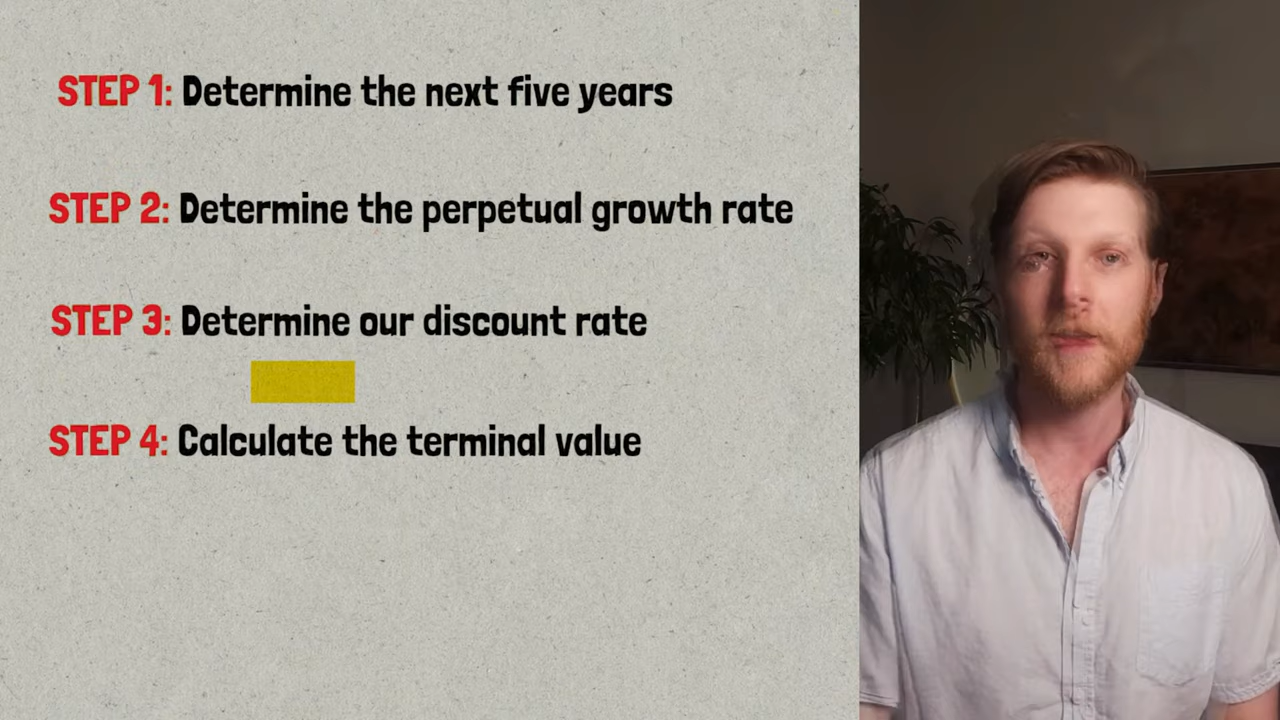 STEP 1: Determine the next five years
STEP 2: Determine the perpetual growth rate
STEP 3: Determine our discount rate
STEP 4: Calculate the terminal value